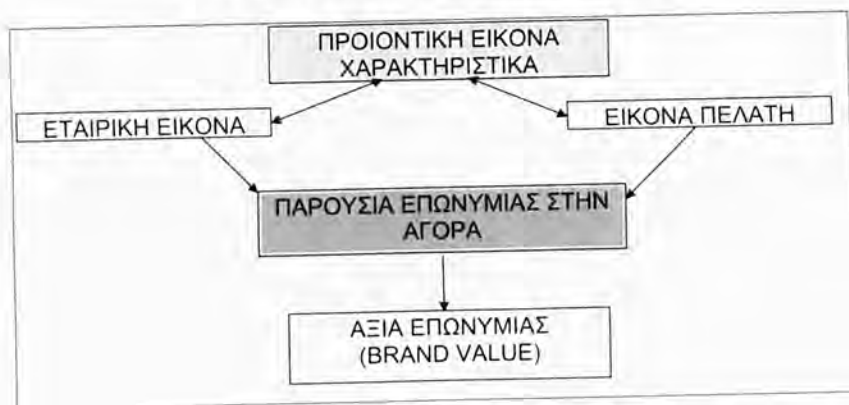 ΠΡΟΙΟΝΤΙΚΗ ΕΙΚΟΝΑ
ΧΑΡΑΚΤΗΡΙΣΤΙΚΑ
ΕΤΑΙΡΙΚΗ ΕΙΚΟΝΑ
ΕΙΚΟΝΑ ΠΕΛΑΤΗ
ΠΑΡΟΥΣΙΑ ΕΠΩΝΥΜΙΑΣ ΣΤΗΝ
ΑΓΟΡΑ
ΑΞΙΑ ΕΠΩΝΥΜΙΑΣ
(BRAND VALUE)